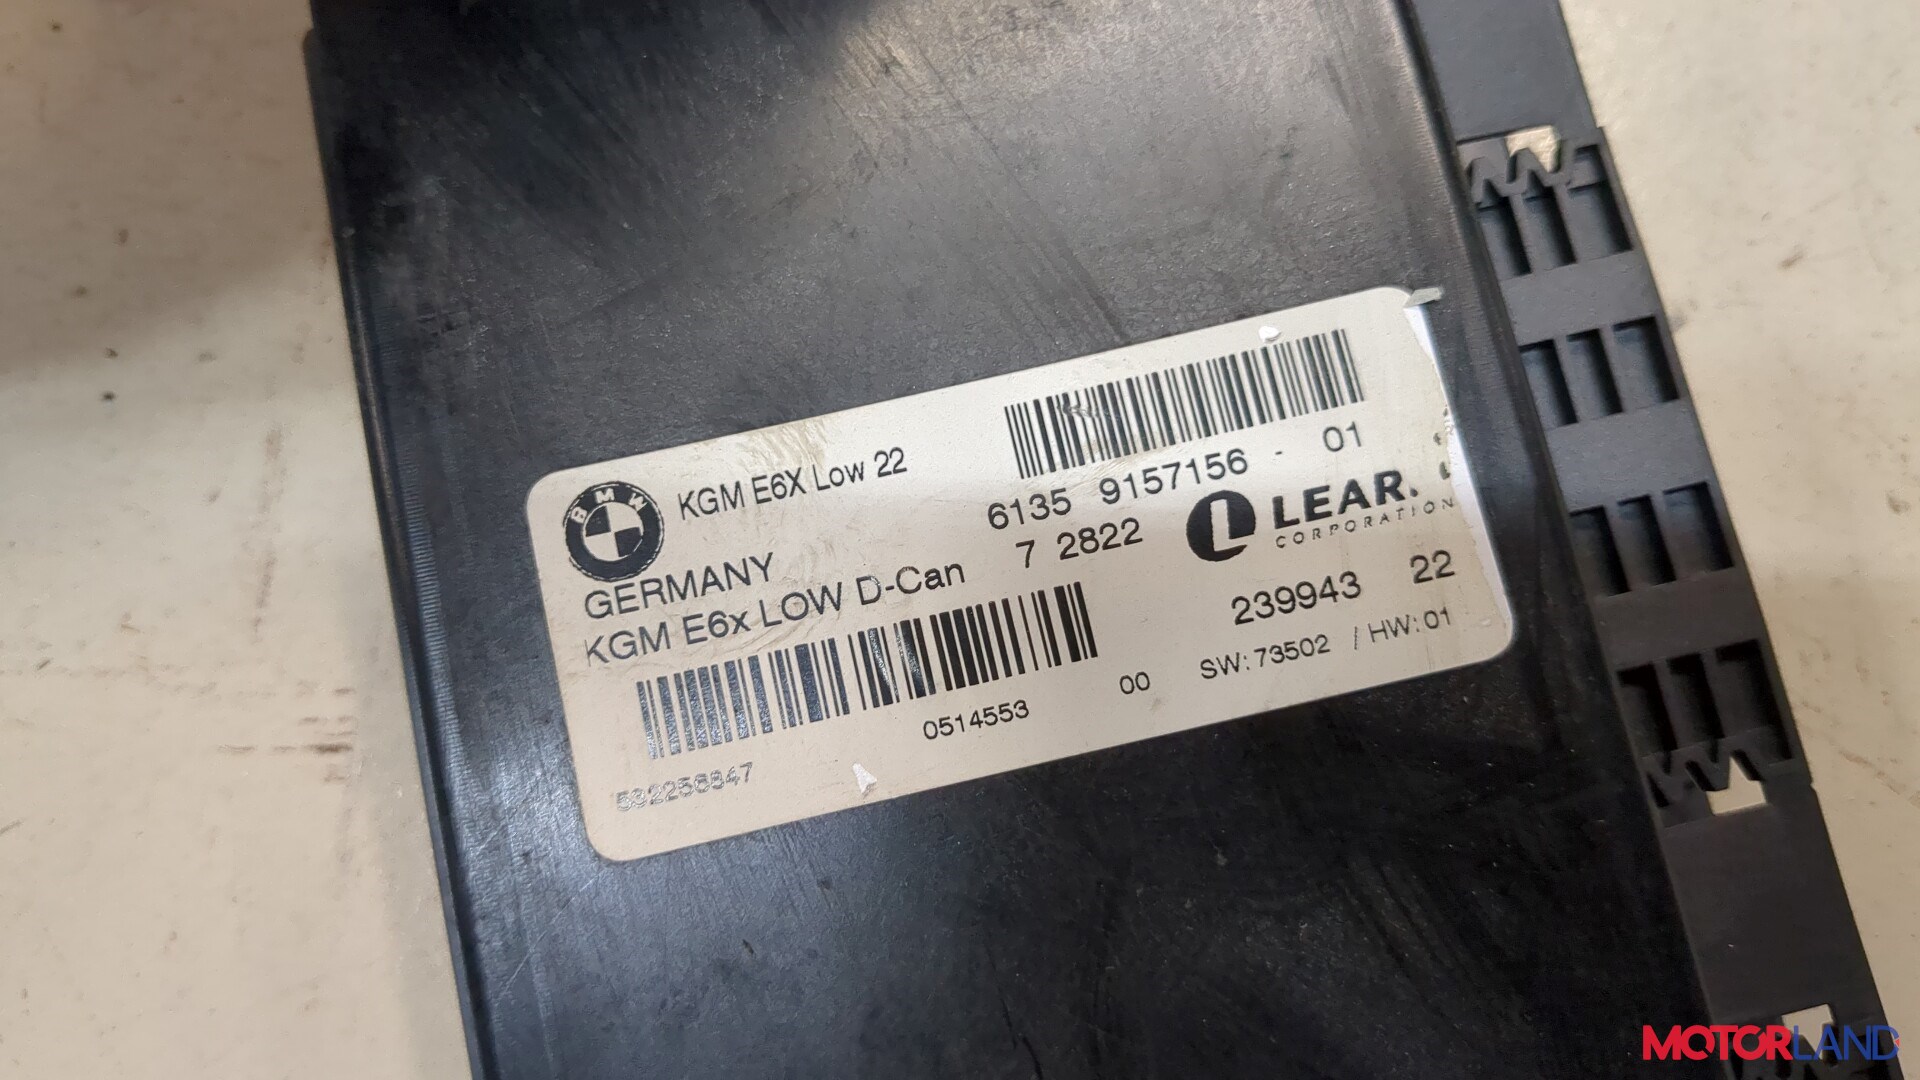 BMW
KGM E6X Low 22
6135 9157156 - 01
GERMANY
7 2822
LEAR.
CORPORATION
KGM E6x LOW D-Can
239943 22
0514553
00
SW:73502 / HW:01
592256847
MOTORLAND